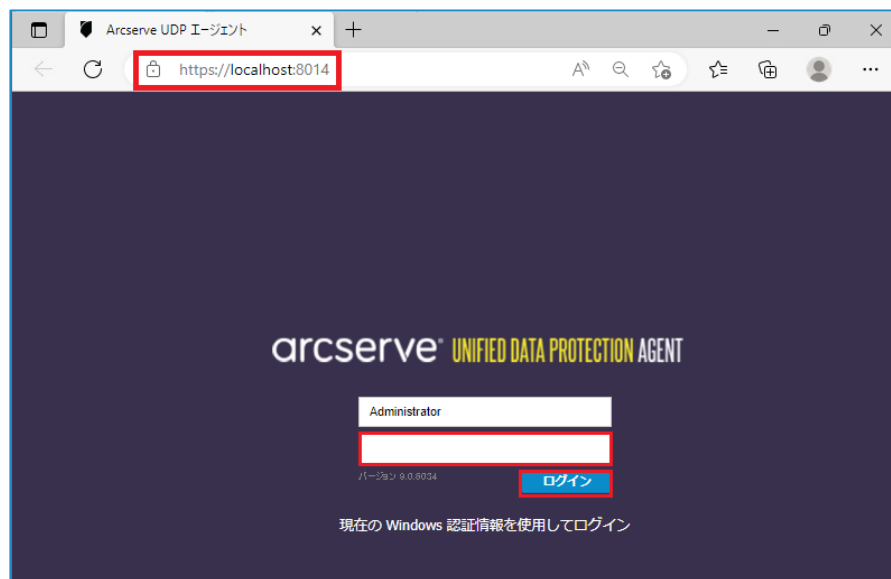 Arcserve UDP エージェント
https://localhost:8014
arcserve® UNIFIED DATA PROTECTION AGENT
Administrator
バージョン 9.0.6034
ログイン
現在の Windows 認証情報を使用してログイン